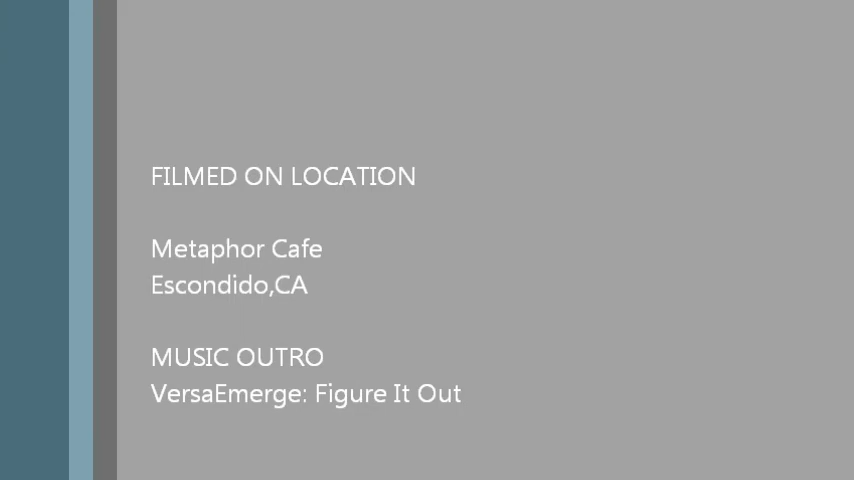 FILMED ON LOCATION
Metaphor Cafe
Escondido,CA
MUSIC OUTRO
VersaEmerge: Figure It Out